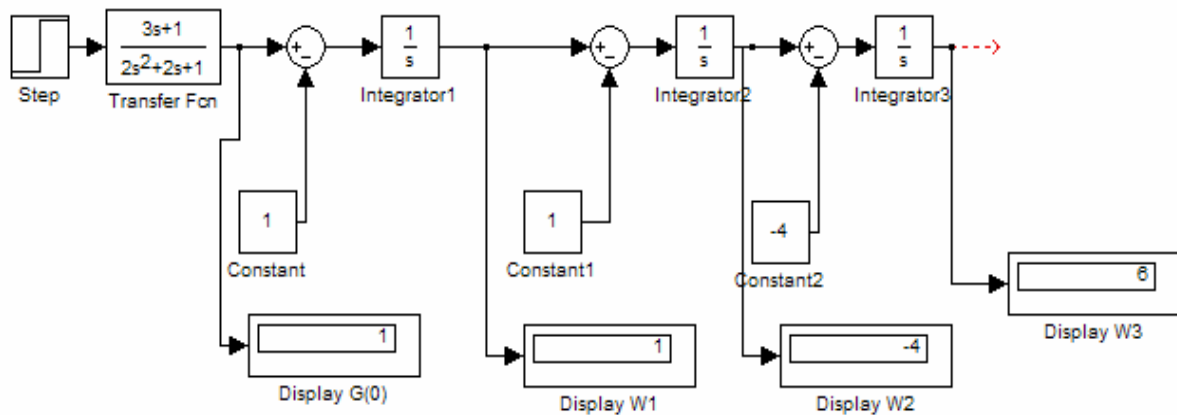 Step
3s+1
2s²+2s+1
Transfer Fcn
+
−
1
s
Integrator1
+
−
1
s
Integrator2
+
−
1
s
Integrator3
1
Constant
1
Constant1
-4
Constant2
1
Display G(0)
1
Display W1
-4
Display W2
6
Display W3